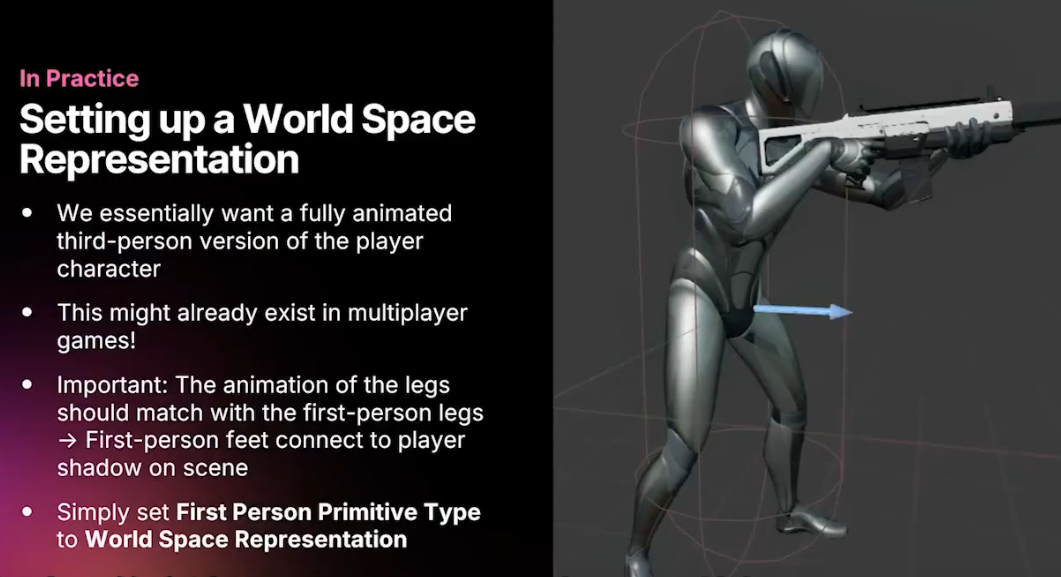 In Practice
Setting up a World Space
Representation
• We essentially want a fully animated
third-person version of the player
character
• This might already exist in multiplayer
games!
• Important: The animation of the legs
should match with the first-person legs
→ First-person feet connect to player
shadow on scene
• Simply set First Person Primitive Type
to World Space Representation